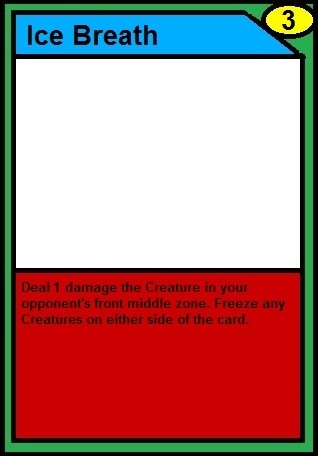 Ice Breath
3
Deal 1 damage the Creature in your
opponent's front middle zone. Freeze any
Creatures on either side of the card.